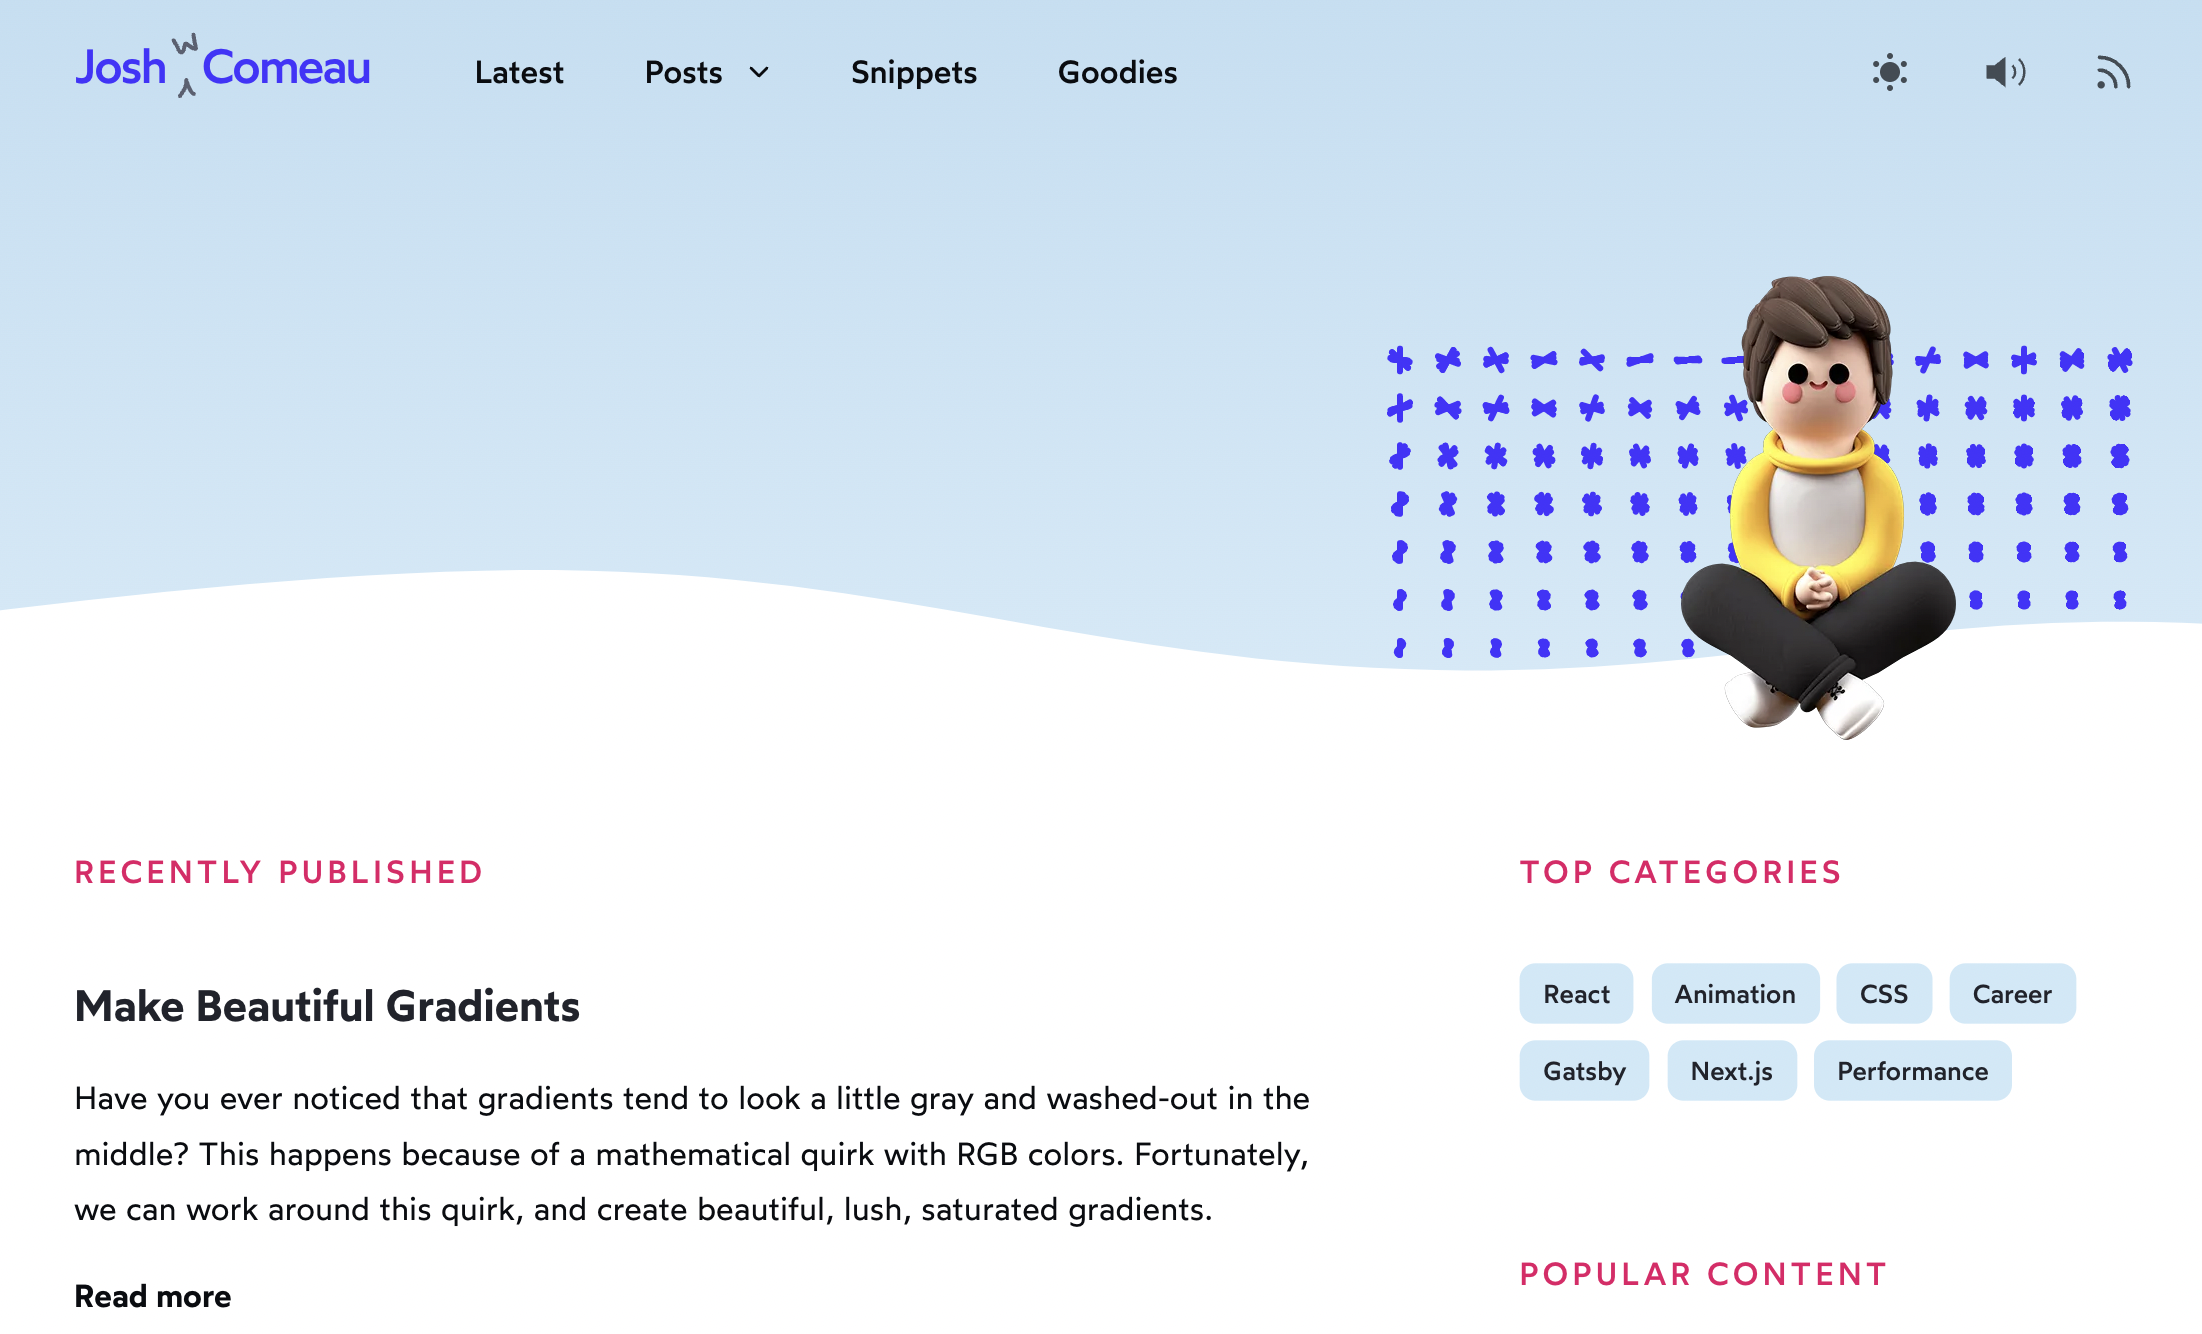 Josh W Comeau
Latest
Posts
Snippets
Goodies
RECENTLY PUBLISHED
Make Beautiful Gradients
Have you ever noticed that gradients tend to look a little gray and washed-out in the
middle? This happens because of a mathematical quirk with RGB colors. Fortunately,
we can work around this quirk, and create beautiful, lush, saturated gradients.
Read more
TOP CATEGORIES
React
Animation
CSS
Career
Gatsby
Next.js
Performance
POPULAR CONTENT